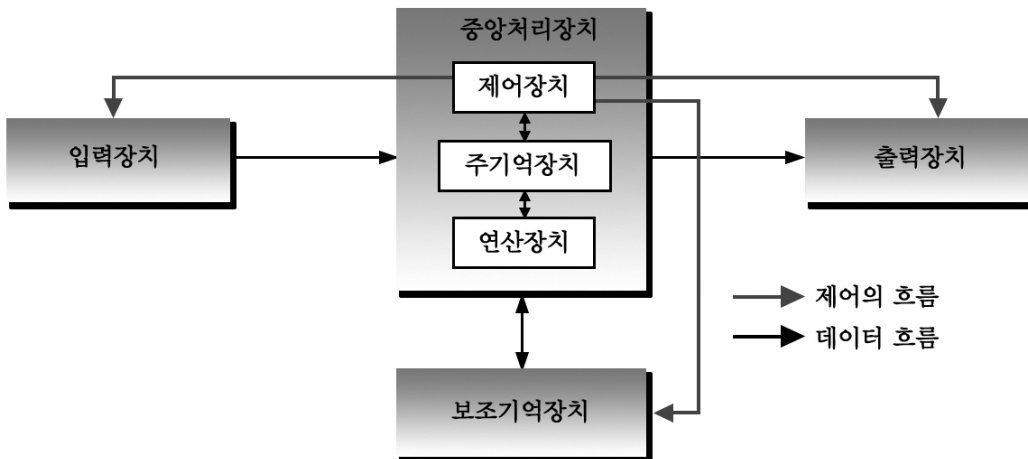 중앙처리장치
제어장치
입력장치
주기억장치
출력장치
연산장치
제어의 흐름
데이터 흐름
보조기억장치